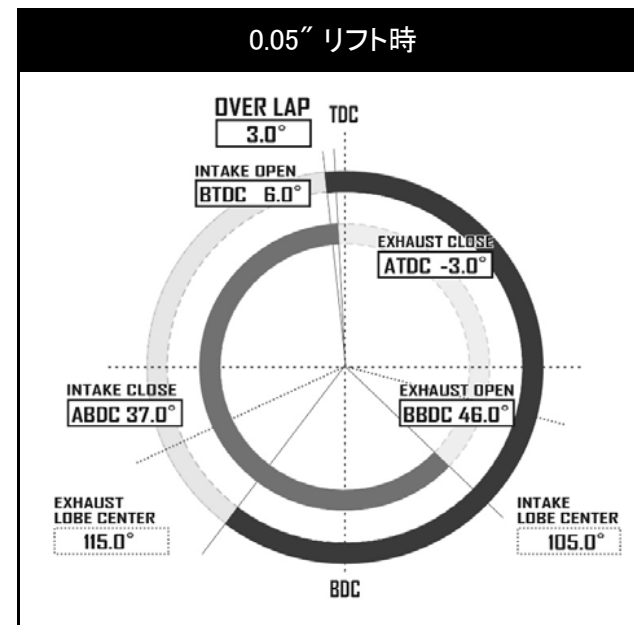 0.05″ リフト時
OVER LAP
3.0°
TDC
INTAKE OPEN
BTDC 6.0°
EXHAUST CLOSE
ATDC -3.0°
INTAKE CLOSE
ABDC 37.0°
EXHAUST OPEN
BBDC 46.0°
EXHAUST
LOBE CENTER
115.0°
INTAKE
LOBE CENTER
105.0°
BDC